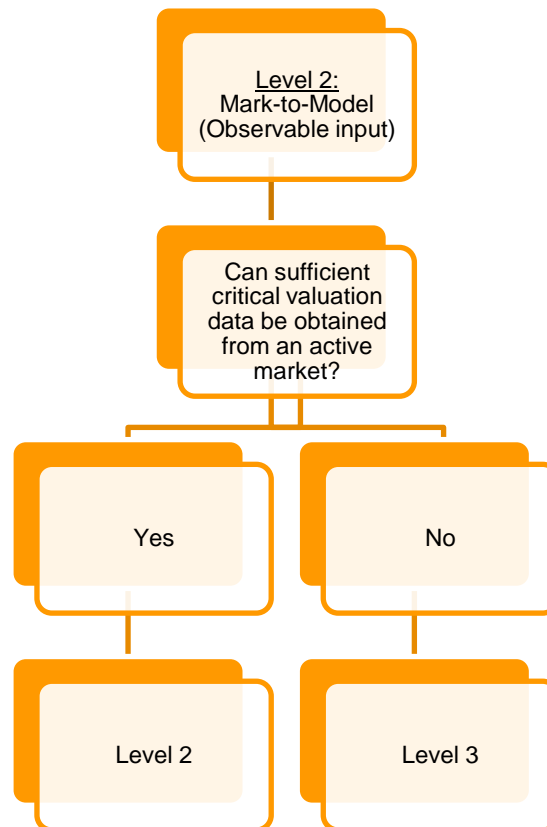 Level 2:
Mark-to-Model
(Observable input)
Can sufficient
critical valuation
data be obtained
from an active
market?
Yes
No
Level 2
Level 3